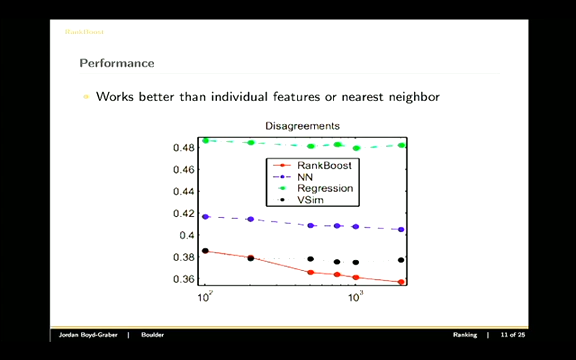 RankBoost
Performance
Works better than individual features or nearest neighbor
Disagreements
0.48
0.46
0.44
0.42
0.4
0.38
0.36
RankBoost
NN
Regression
VSim
10²
10³
Jordan Boyd-Graber | Boulder
Ranking | 11 of 25